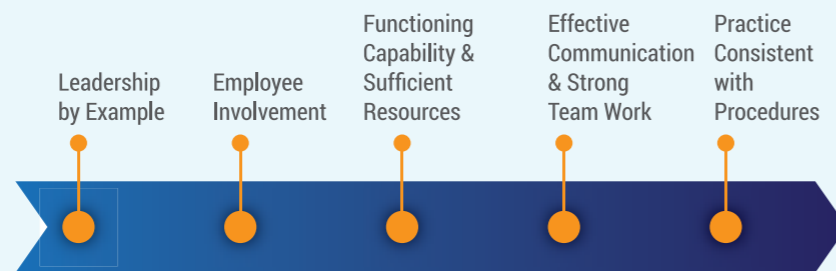 Leadership
by Example
Employee
Involvement
Functioning
Capability &
Sufficient
Resources
Effective
Communication
& Strong
Team Work
Practice
Consistent
with
Procedures